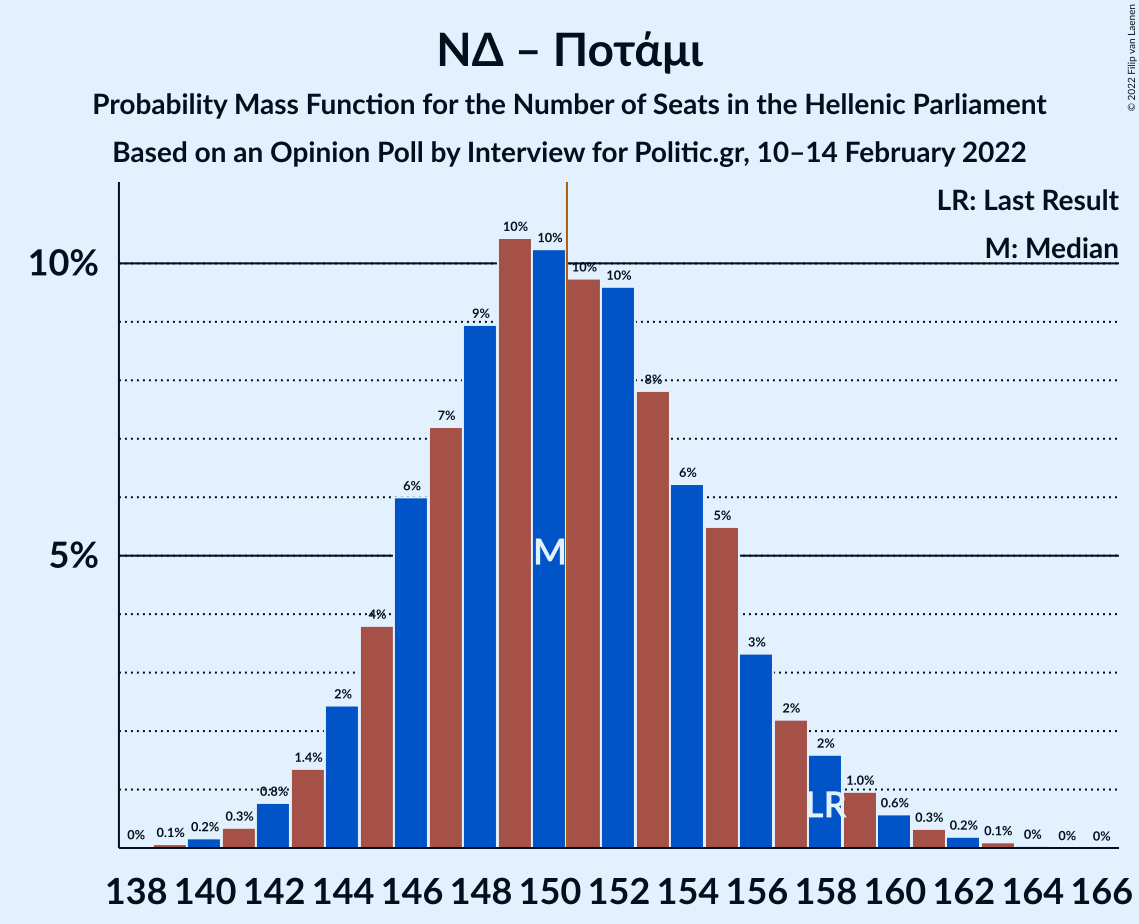 ΝΔ – Ποτάμι
Probability Mass Function for the Number of Seats in the Hellenic Parliament
Based on an Opinion Poll by Interview for Politic.gr, 10–14 February 2022
© 2022 Filip van Laenen
LR: Last Result
M: Median
10%
5%
0% 0.1% 0.2% 0.3% 0.8% 1.4% 2% 4% 6% 7% 9% 10% 10% 10% 10% 8% 6% 5% 3% 2% 2% 1.0% 0.6% 0.3% 0.2% 0.1% 0% 0% 0%
M
LR
138 140 142 144 146 148 150 152 154 156 158 160 162 164 166